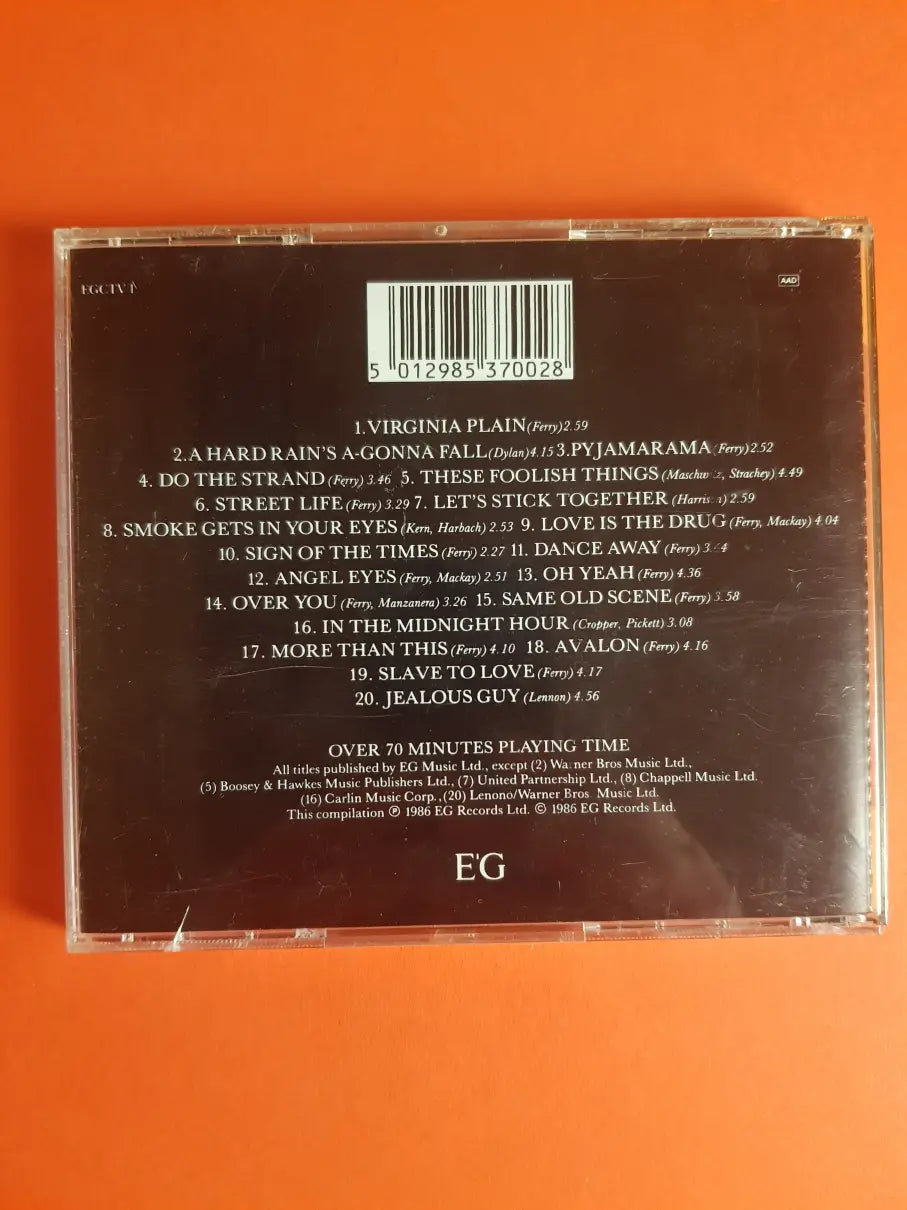 EGCTV 1
AAD
5 012985 370028
1.VIRGINIA PLAIN(Ferry)2.59
2.A HARD RAIN'S A-GONNA FALL(Dylan)4.15 3.PYJAMARAMA(Ferry)2.52
4. DO THE STRAND(Ferry) 3.46 5. THESE FOOLISH THINGS Strachey) 4.49
6. STREET LIFE(Ferry) 3.29 7. LET'S STICK TOGETHER 2.59
8. SMOKE GETS IN YOUR EYES(Kern, Harbach) 2.53 9. LOVE IS THE DRUG(Ferry, Mackay) 4.04
10. SIGN OF THE TIMES(Ferry) 2.27 11. DANCE AWAY(Ferry)
12. ANGEL EYES(Ferry, Mackay) 2.51 13. OH YEAH(Ferry) 4.36
14. OVER YOU(Ferry, Manzanera) 3.26 15. SAME OLD SCENE(Ferry) 3.58
16. IN THE MIDNIGHT HOUR(Cropper, Pickett) 3.08
17. MORE THAN THIS(Ferry) 4.10 18. AVALON(Ferry) 4.16
19. SLAVE TO LOVE(Ferry) 4.17
20. JEALOUS GUY(Lennon) 4.56
OVER 70 MINUTES PLAYING TIME
All titles published by EG Music Ltd., except (2) Warner Bros Music Ltd.,
(5) Boosey & Hawkes Music Publishers Ltd., (7) United Partnership Ltd., (8) Chappell Music Ltd.
(16) Carlin Music Corp., (20) Lenono/Warner Bros. Music Ltd.
This compilation ℗ 1986 EG Records Ltd. © 1986 EG Records Ltd.
E'G